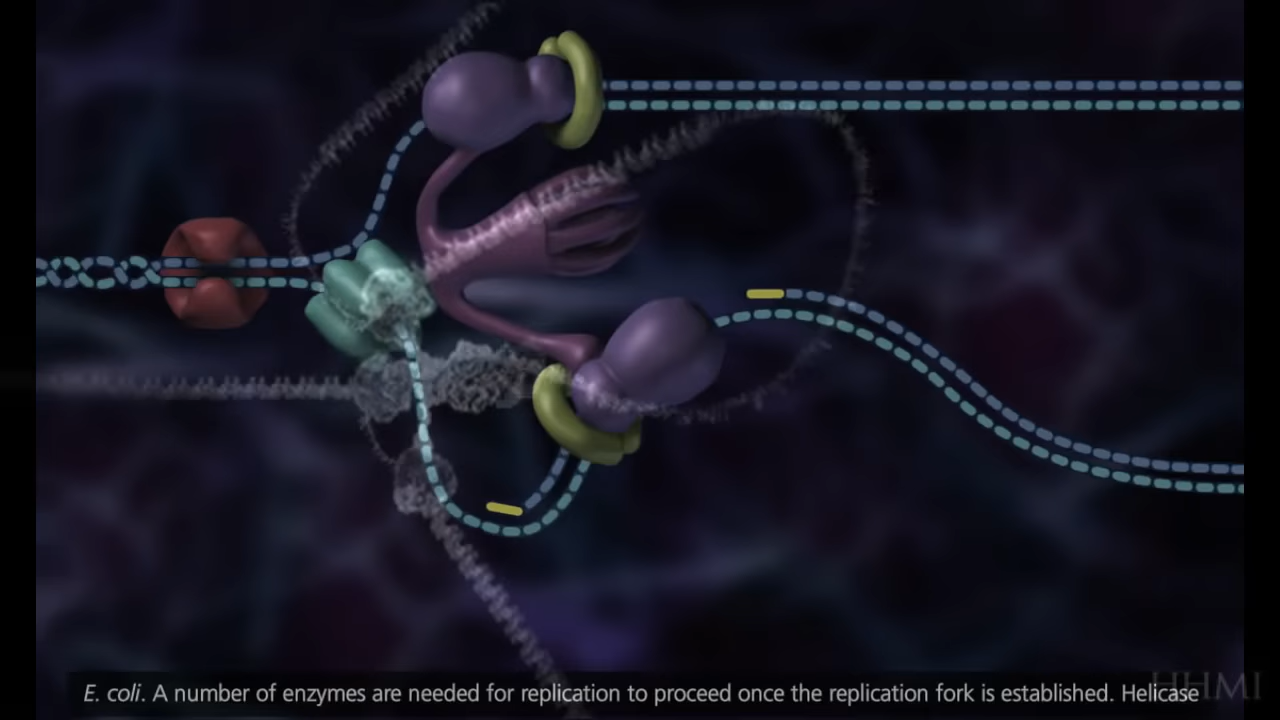 E. coli. A number of enzymes are needed for replication to proceed once the replication fork is established. Helicase
HHMI